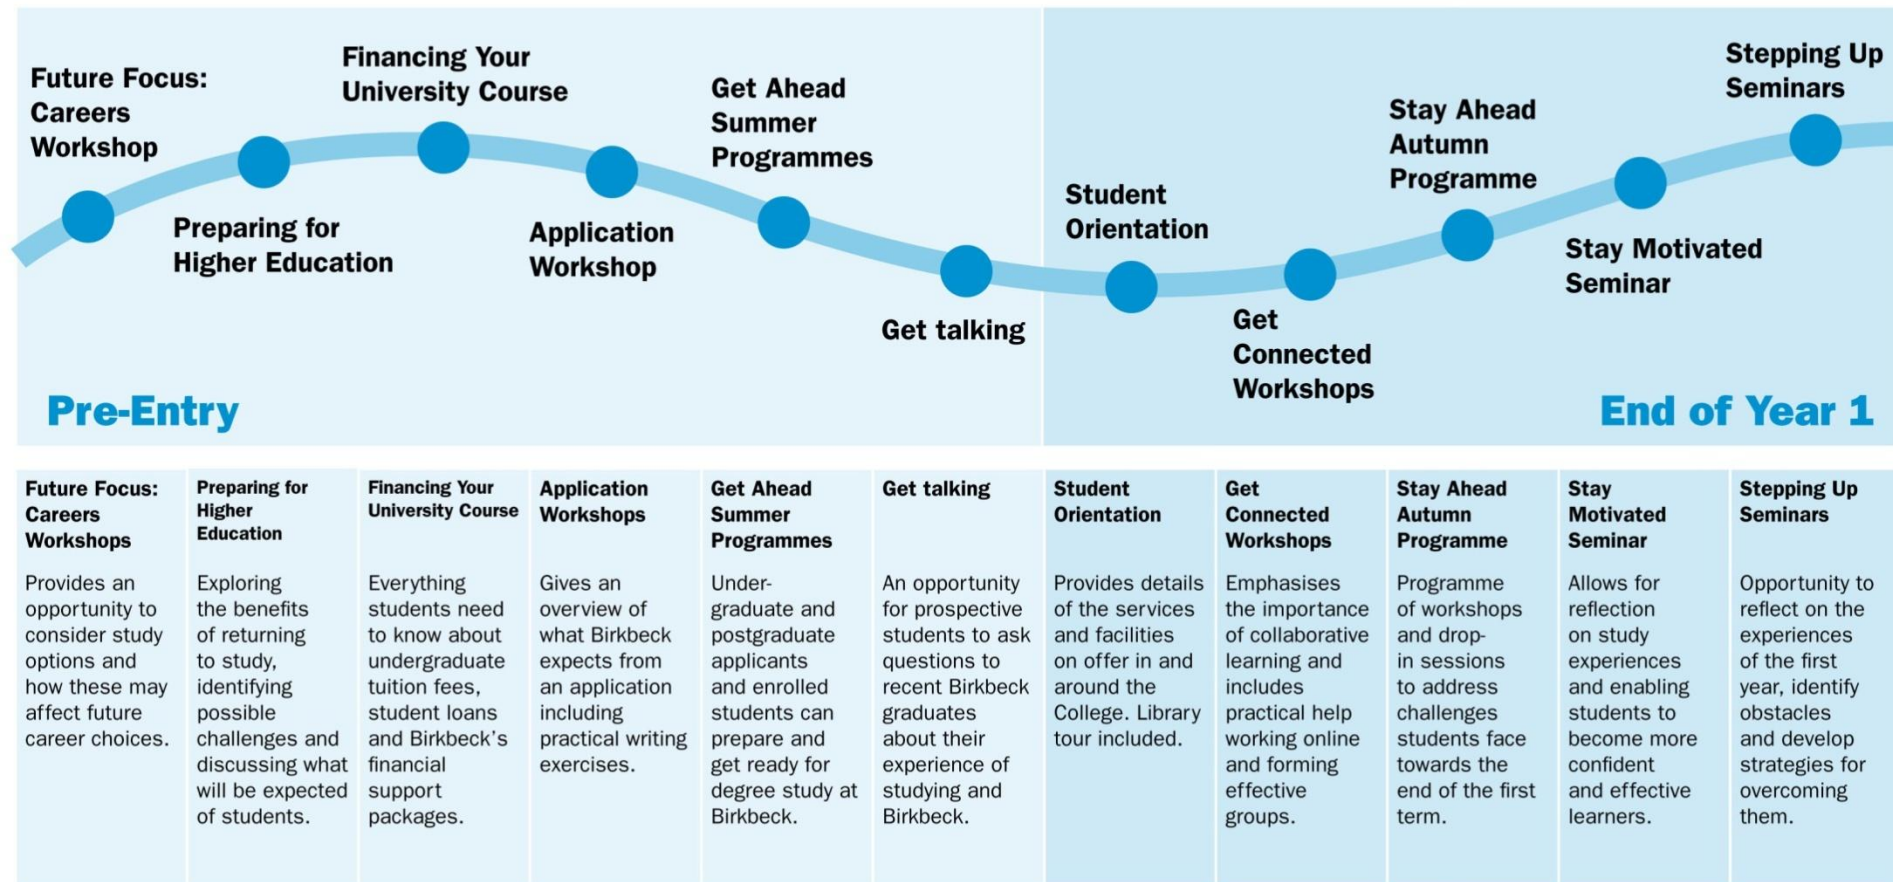 Future Focus:
Careers
Workshop
Preparing for
Higher Education
Financing Your
University Course
Application
Workshop
Get Ahead
Summer
Programmes
Get talking
Student
Orientation
Get
Connected
Workshops
Stay Ahead
Autumn
Programme
Stay Motivated
Seminar
Stepping Up
Seminars
Pre-Entry
End of Year 1
Future Focus:
Careers
Workshops
Provides an
opportunity to
consider study
options and
how these may
affect future
career choices.
Preparing for
Higher
Education
Exploring
the benefits
of returning
to study,
identifying
possible
challenges and
discussing what
will be expected
of students.
Financing Your
University Course
Everything
students need
to know about
undergraduate
tuition fees,
student loans
and Birkbeck's
financial
support
packages.
Application
Workshops
Gives an
overview of
what Birkbeck
expects from
an application
including
practical writing
exercises.
Get Ahead
Summer
Programmes
Under-
graduate and
postgraduate
applicants
and enrolled
students can
prepare and
get ready for
degree study at
Birkbeck.
Get talking
An opportunity
for prospective
students to ask
questions to
recent Birkbeck
graduates
about their
experience of
studying and
Birkbeck.
Student
Orientation
Provides details
of the services
and facilities
on offer in and
around the
College. Library
tour included.
Get
Connected
Workshops
Emphasises
the importance
of collaborative
learning and
includes
practical help
working online
and forming
effective
groups.
Stay Ahead
Autumn
Programme
Programme
of workshops
and drop-
in sessions
to address
challenges
students face
towards the
end of the first
term.
Stay
Motivated
Seminar
Allows for
reflection
on study
experiences
and enabling
students to
become more
confident
and effective
learners.
Stepping Up
Seminars
Opportunity to
reflect on the
experiences
of the first
year, identify
obstacles
and develop
strategies for
overcoming
them.